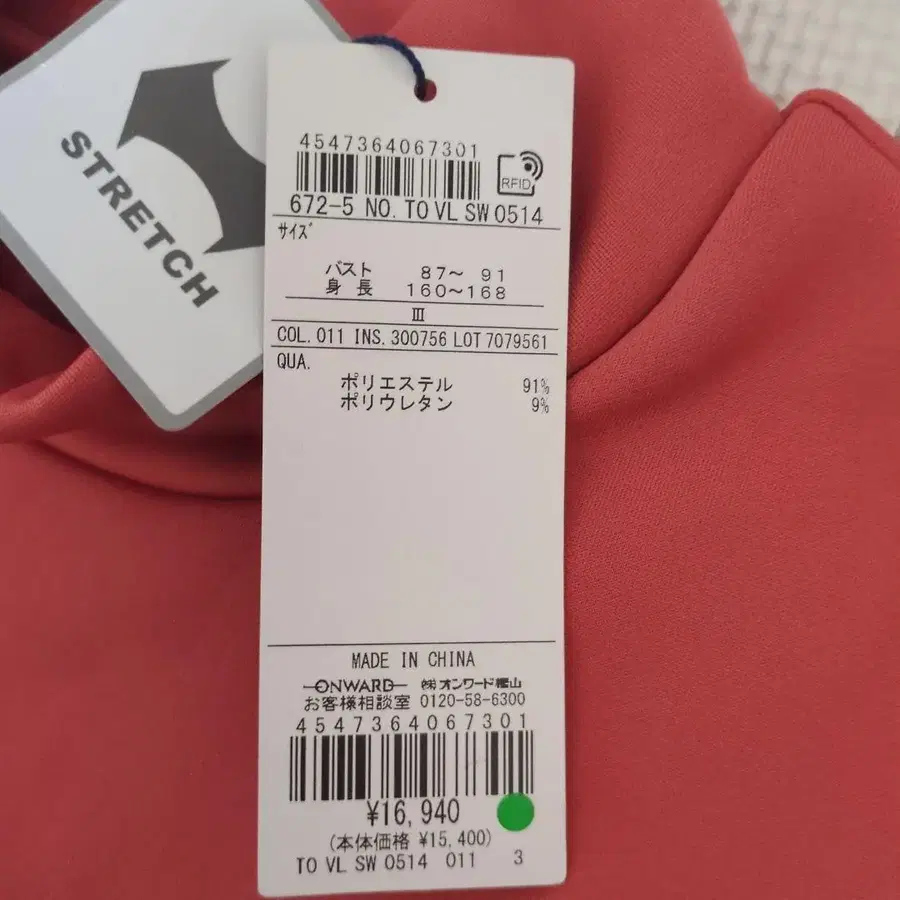 STRETCH
4547364067301
RFID
672-5 NO. TO VL SW 0514
ｻｲｽﾞ
バスト 87～ 91
身長 160～168
Ⅲ
COL. 011 INS. 300756 LOT 7079561
QUA.
ポリエステル 91%
ポリウレタン 9%
MADE IN CHINA
ONWARD ㈱オンワード樫山
お客様相談室 0120-58-6300
4547364067301
¥16,940
(本体価格 ¥15,400)
TO VL SW 0514 011 3